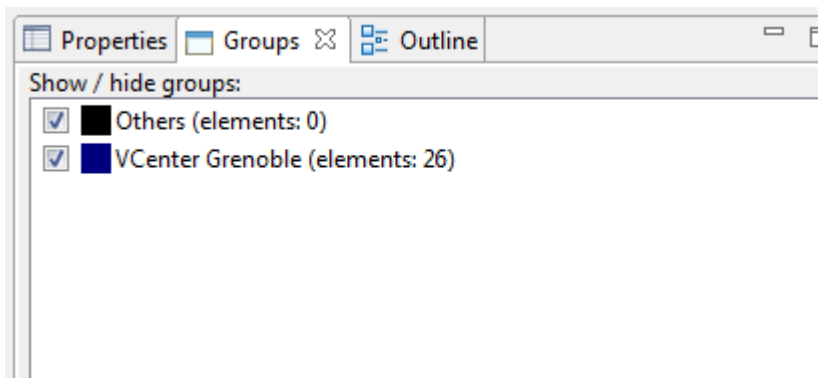 Properties Groups Outline
Show / hide groups:
Others (elements: 0)
VCenter Grenoble (elements: 26)